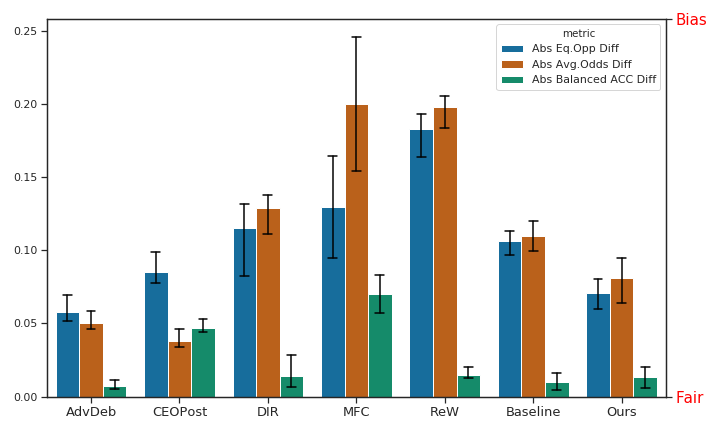 Bias
0.25
metric
Abs Eq.Opp Diff
Abs Avg.Odds Diff
Abs Balanced ACC Diff
0.20
0.15
0.10
0.05
0.00
Fair
AdvDeb CEOPost DIR MFC ReW Baseline Ours